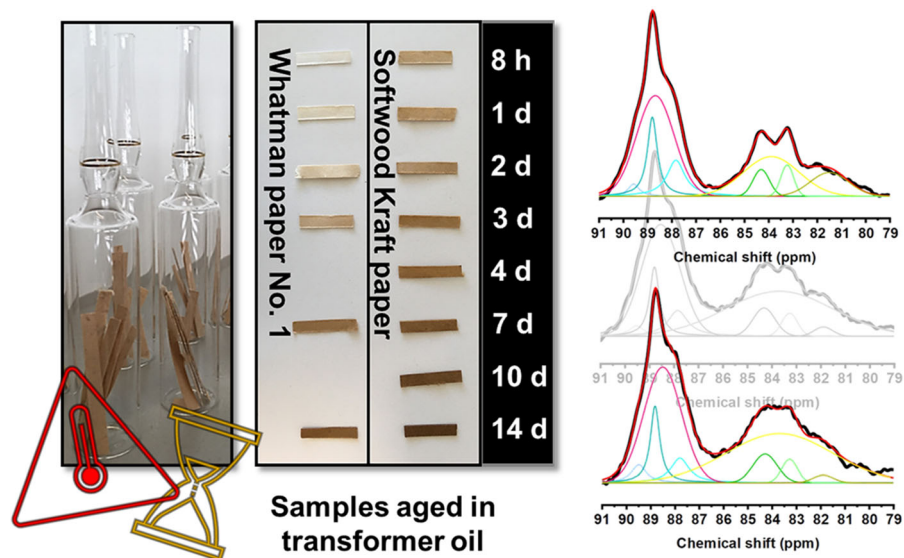 Whatman paper No. 1
Softwood Kraft paper
8 h
1 d
2 d
3 d
4 d
7 d
10 d
14 d
Samples aged in
transformer oil
91 90 89 88 87 86 85 84 83 82 81 80 79
Chemical shift (ppm)
91 90 89 88 87 86 85 84 83 82 81 80 79
Chemical shift (ppm)
91 90 89 88 87 86 85 84 83 82 81 80 79
Chemical shift (ppm)